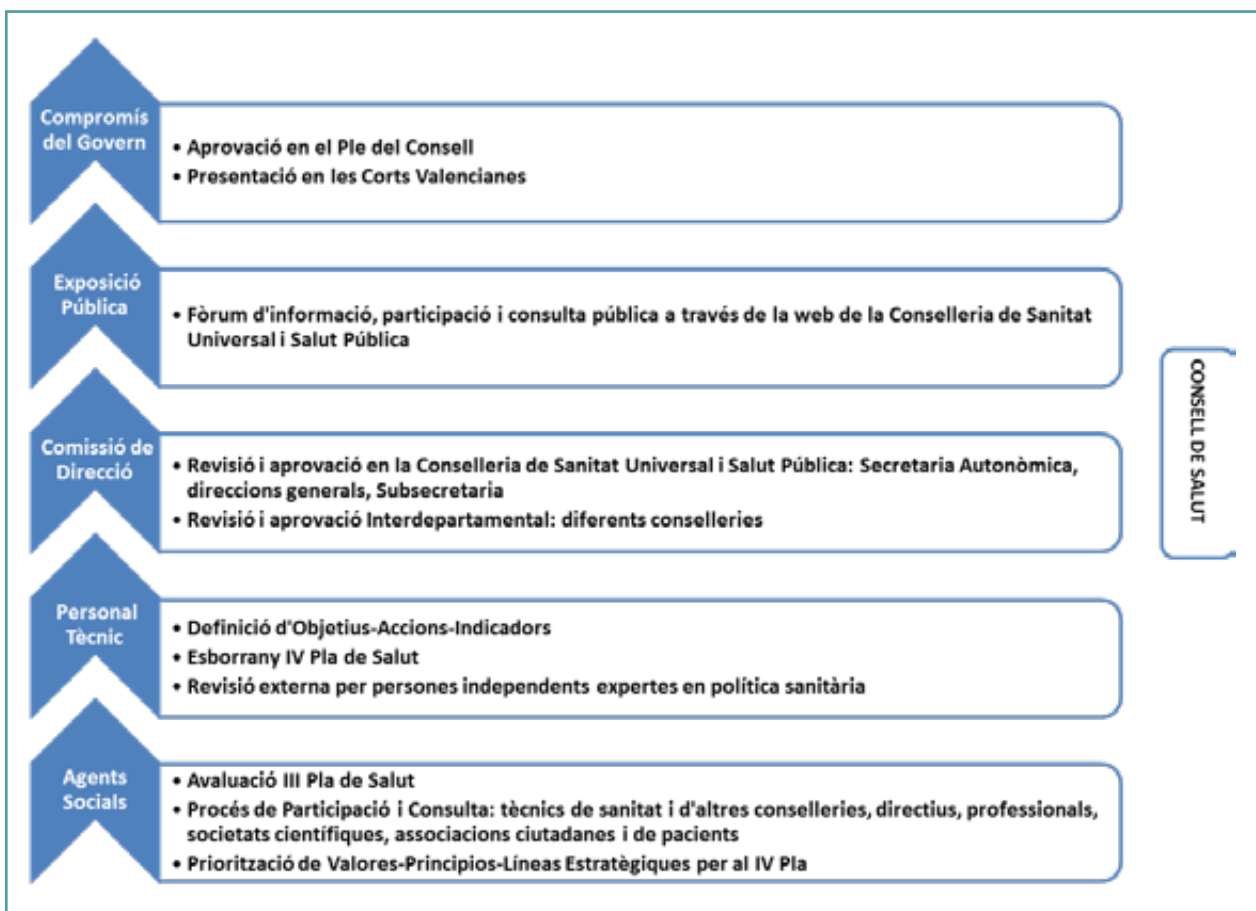 Compromís
del Govern
• Aprovació en el Ple del Consell
• Presentació en les Corts Valencianes
Exposició
Pública
• Fòrum d'informació, participació i consulta pública a través de la web de la Conselleria de Sanitat
Universal i Salut Pública
Comissió de
Direcció
• Revisió i aprovació en la Conselleria de Sanitat Universal i Salut Pública: Secretaria Autonòmica,
direccions generals, Subsecretaria
• Revisió i aprovació Interdepartamental: diferents conselleries
Personal
Tècnic
• Definició d'Objetius-Accions-Indicadors
• Esborrany IV Pla de Salut
• Revisió externa per persones independents expertes en política sanitària
Agents
Socials
• Avaluació III Pla de Salut
• Procés de Participació i Consulta: tècnics de sanitat i d'altres conselleries, directius, professionals,
societats científiques, associacions ciutadanes i de pacients
• Priorització de Valores-Principios-Líneas Estratègiques per al IV Pla
CONSELL DE SALUT